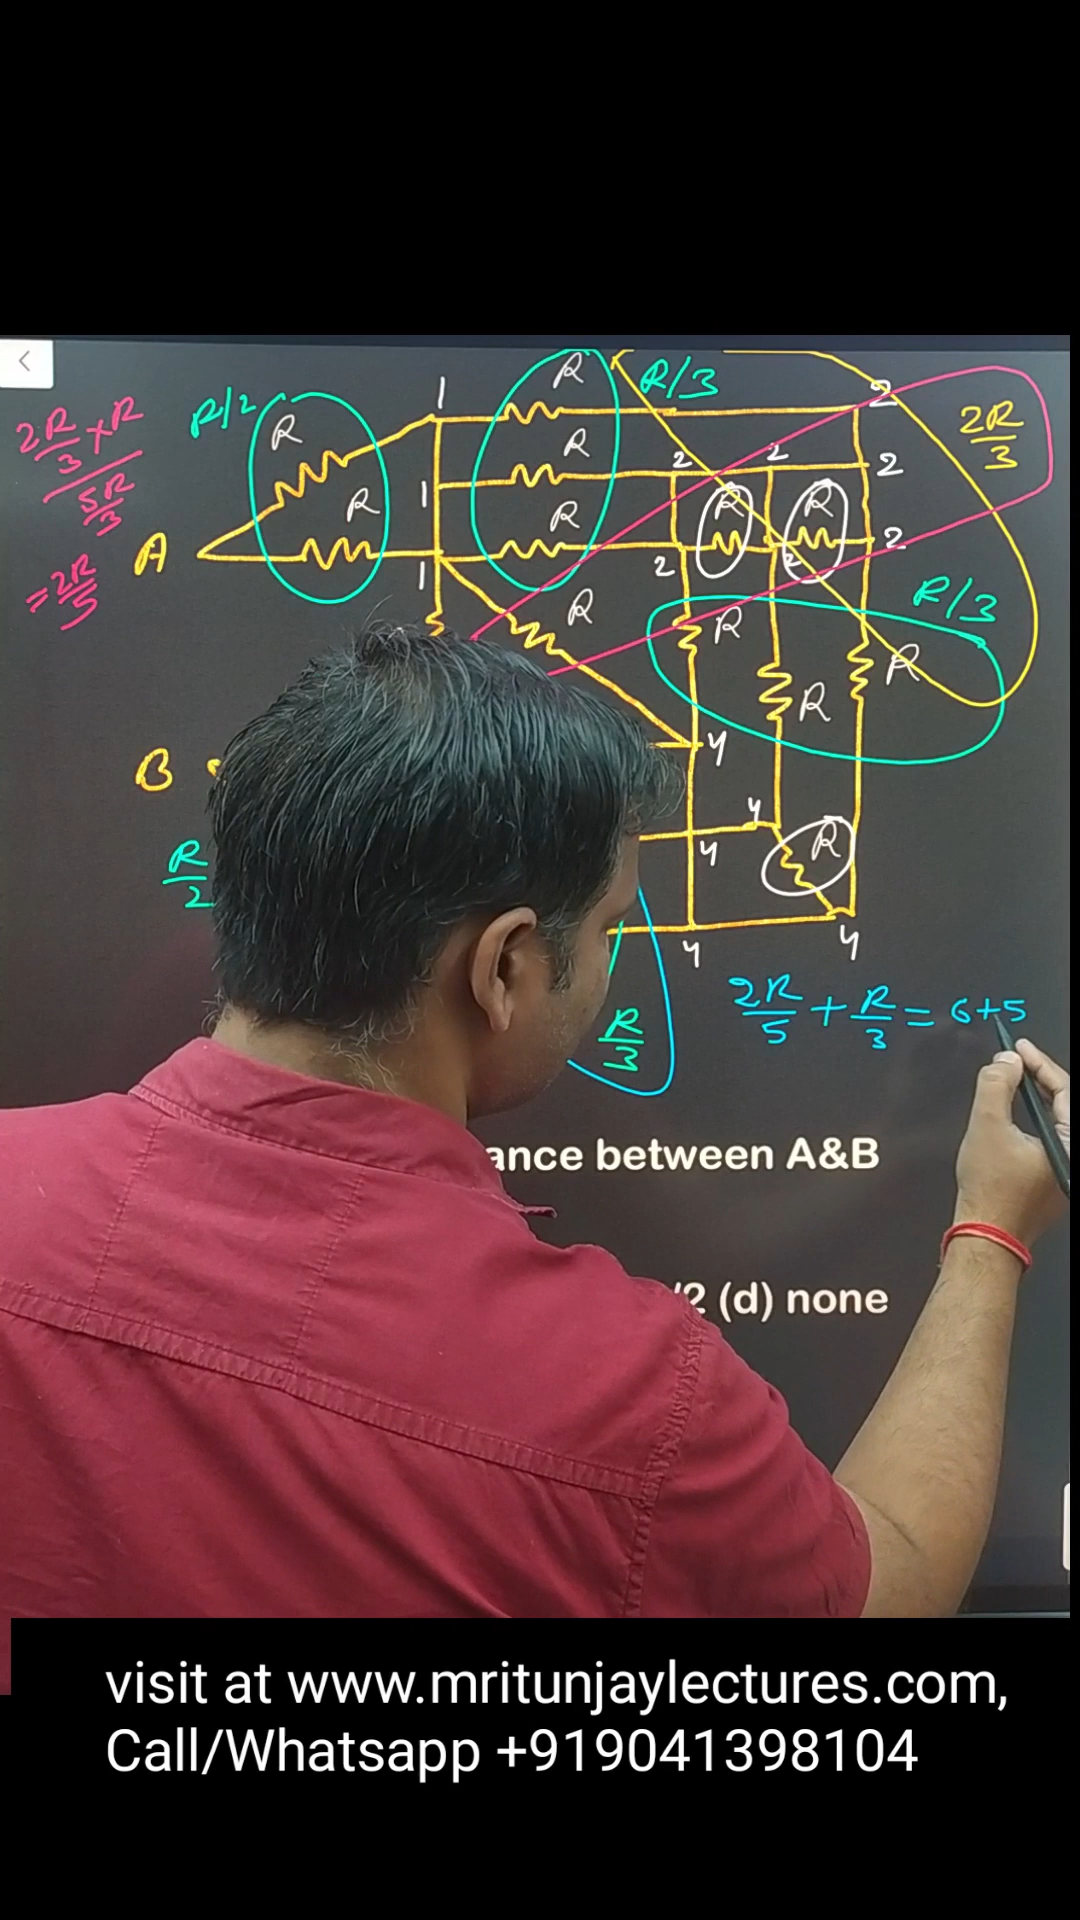 R/2
R
R
A
2R/3 × R
5R/3
= 2R/5
1
1
1
R
R
R
R/3
2
2
2
2
2
2
2
R
R
2R/3
R/3
R
R
R
R
B
R/2
4
4
4
R
4
4
R/3
2R/5 + R/3 = 6+5
ance between A&B
/2 (d) none
visit at www.mritunjaylectures.com,
Call/Whatsapp +919041398104